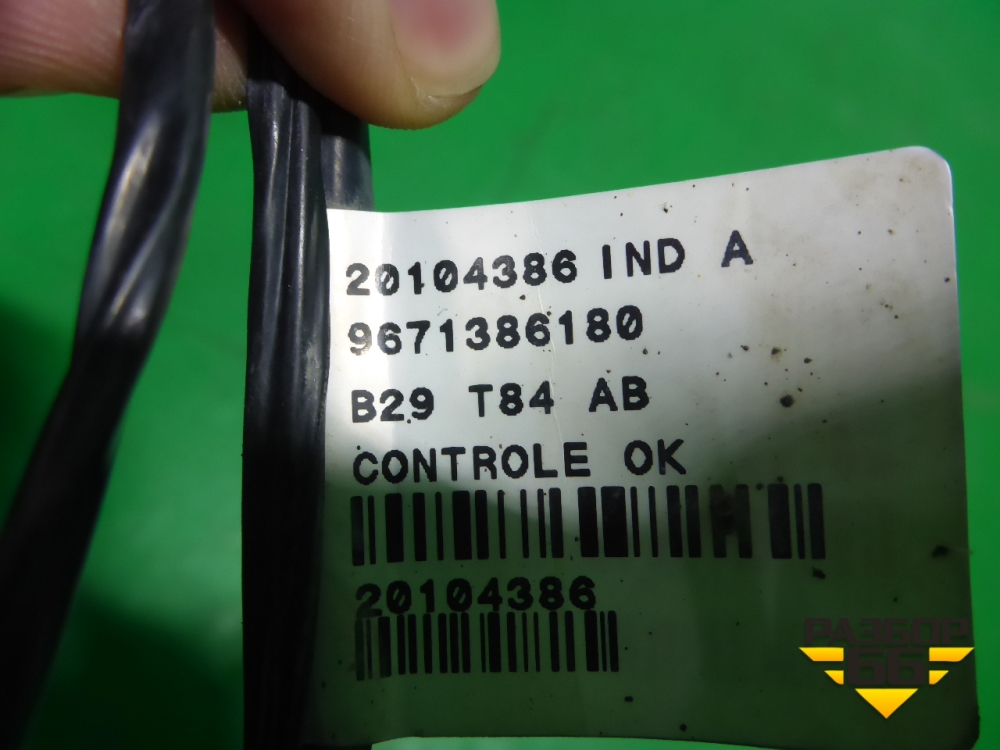 20104386 IND A
9671386180
B29 T84 AB
CONTROLE OK
20104386
РАЗБОР
66